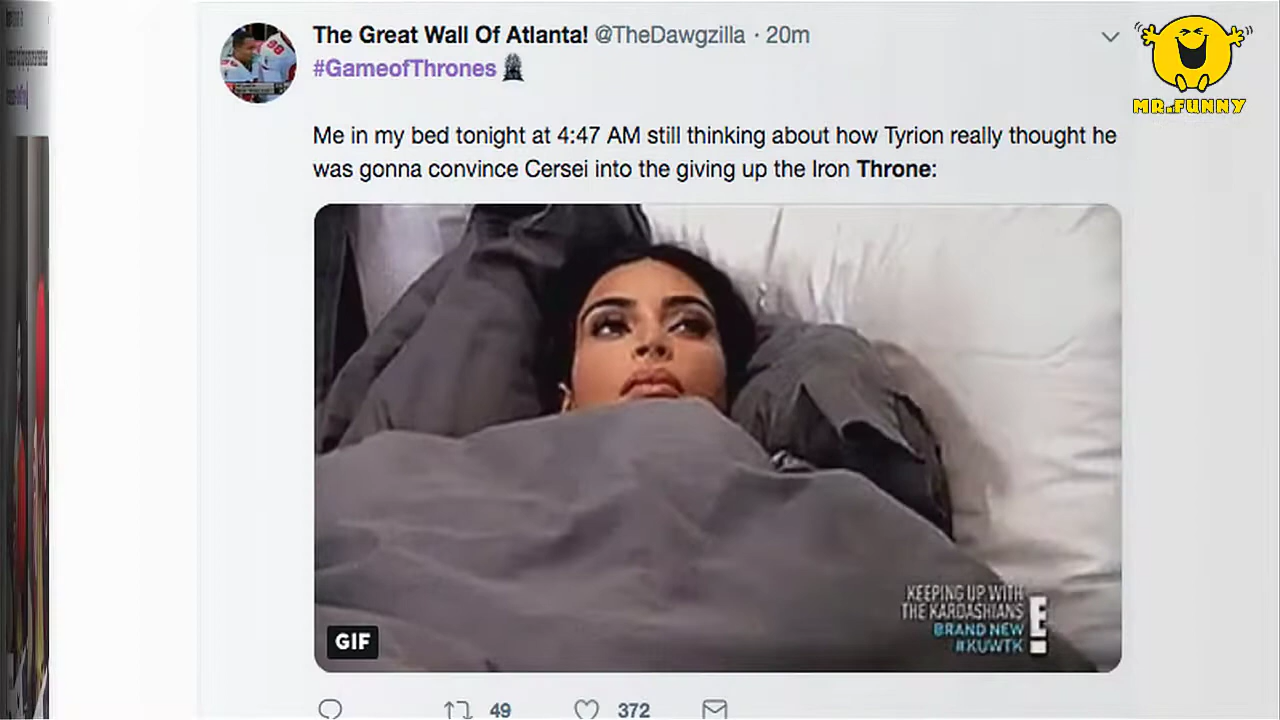 The Great Wall Of Atlanta! @TheDawgzilla · 20m
#GameofThrones
MR.FUNNY
Me in my bed tonight at 4:47 AM still thinking about how Tyrion really thought he
was gonna convince Cersei into the giving up the Iron Throne:
KEEPING UP WITH
THE KARDASHIANS
BRAND NEW
#KUWTK
E!
GIF
49
372